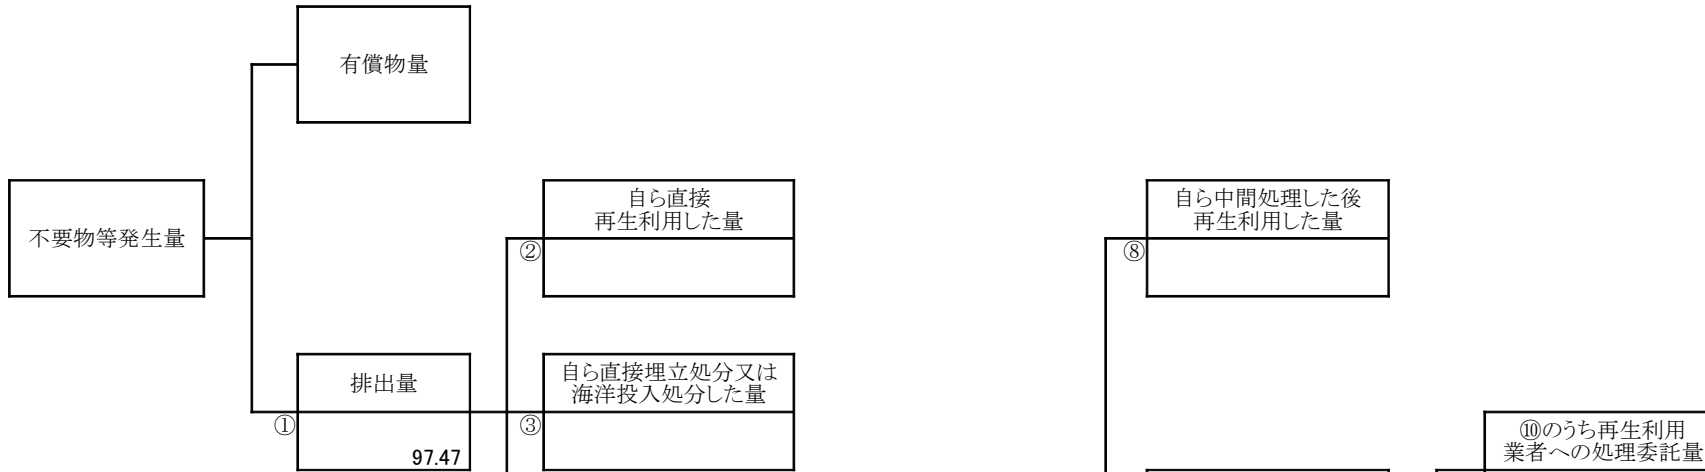 有償物量
不要物等発生量
自ら直接
再生利用した量
②
自ら中間処理した後
再生利用した量
⑧
排出量
①
97.47
自ら直接埋立処分又は
海洋投入処分した量
③
⑩のうち再生利用
業者への処理委託量